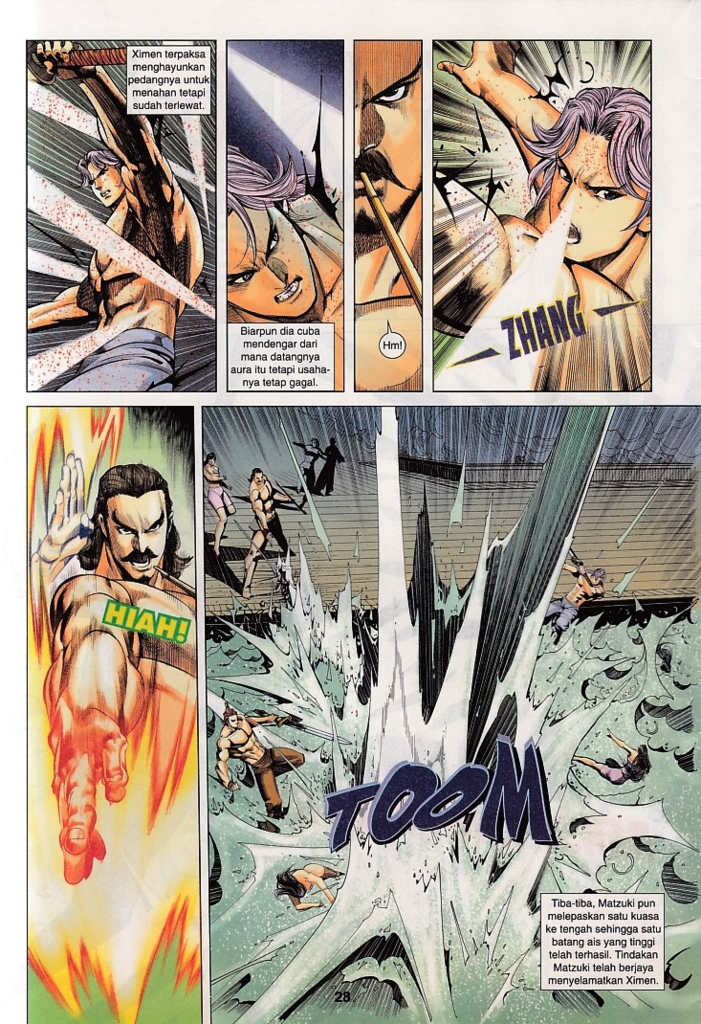 Ximen terpaksa
menghayunkan
pedangnya untuk
menahan tetapi
sudah terlewat.
Biarpun dia cuba
mendengar dari
mana datangnya
aura itu tetapi usaha-
nya tetap gagal.
Hm!
ZHANG
HIAH!
TOOM
Tiba-tiba, Matzuki pun
melepaskan satu kuasa
ke tengah sehingga satu
batang ais yang tinggi
telah terhasil. Tindakan
Matzuki telah berjaya
menyelamatkan Ximen.
28